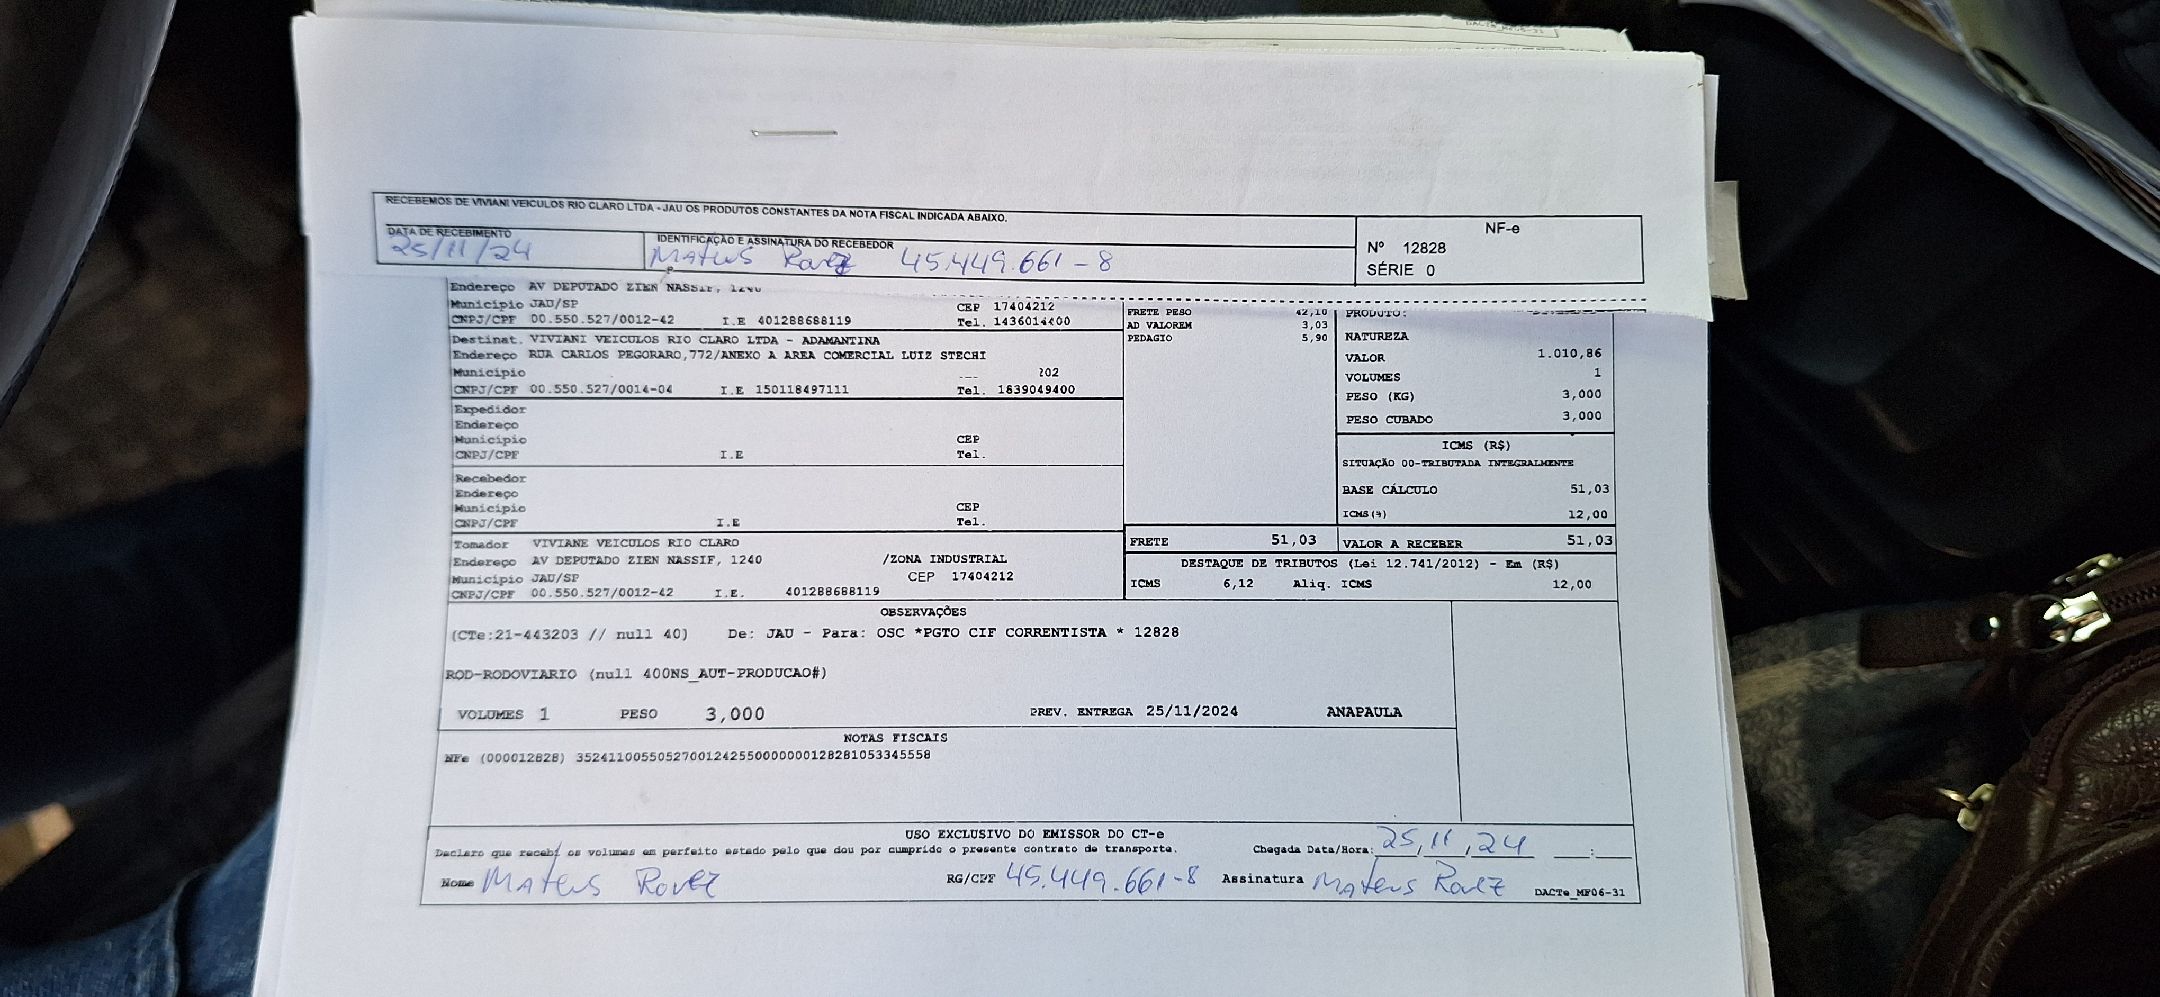 RECEBEMOS DE VIVIANI VEICULOS RIO CLARO LTDA - JAU OS PRODUTOS CONSTANTES DA NOTA FISCAL INDICADA ABAIXO.
NF-e
Nº 12828
SÉRIE 0
DATA DE RECEBIMENTO
25/11/24
IDENTIFICAÇÃO E ASSINATURA DO RECEBEDOR
Mateus 45.449.661-8
Endereço AV DEPUTADO ZIEN NASSIF,
Município JAU/SP CEP 17404212
CNPJ/CPF 00.550.527/0012-42 I.E 401288688119 Tel. 1436014400
Destinat. VIVIANI VEICULOS RIO CLARO LTDA - ADAMANTINA
Endereço RUA CARLOS PEGORARO,772/ANEXO A AREA COMERCIAL LUIZ STECHI
Município 202
CNPJ/CPF 00.550.527/0014-04 I.E 150118497111 Tel. 1839049400
Expedidor
Endereço
Município CEP
CNPJ/CPF I.E Tel.
Recebedor
Endereço
Município CEP
CNPJ/CPF I.E Tel.
Tomador VIVIANE VEICULOS RIO CLARO
Endereço AV DEPUTADO ZIEN NASSIF, 1240 /ZONA INDUSTRIAL
Município JAU/SP CEP 17404212
CNPJ/CPF 00.550.527/0012-42 I.E. 401288688119
FRETE PESO 42,10
AD VALOREM 3,03
PEDAGIO 5,90
PRODUTO:
NATUREZA
VALOR 1.010,86
VOLUMES 1
PESO (KG) 3,000
PESO CUBADO 3,000
ICMS (R$)
SITUAÇÃO 00-TRIBUTADA INTEGRALMENTE
BASE CÁLCULO 51,03
ICMS(%) 12,00
FRETE 51,03 VALOR A RECEBER 51,03
DESTAQUE DE TRIBUTOS (Lei 12.741/2012) - Em (R$)
ICMS 6,12 Aliq. ICMS 12,00
OBSERVAÇÕES
(CTe:21-443203 // null 40) De: JAU - Para: OSC *PGTO CIF CORRENTISTA * 12828
ROD-RODOVIARIO (null 400NS_AUT-PRODUCAO#)
VOLUMES 1 PESO 3,000 PREV. ENTREGA 25/11/2024 ANAPAULA
NOTAS FISCAIS
NFe (000012828) 35241100550527001242550000000128281053345558
USO EXCLUSIVO DO EMISSOR DO CT-e
Declaro que recebi os volumes em perfeito estado pelo que dou por cumprido o presente contrato de transporte. Chegada Data/Hora: 25,11,24 :
Nome Mateus RG/CPF 45.449.661-8 Assinatura Mateus DACTe_MF06-31